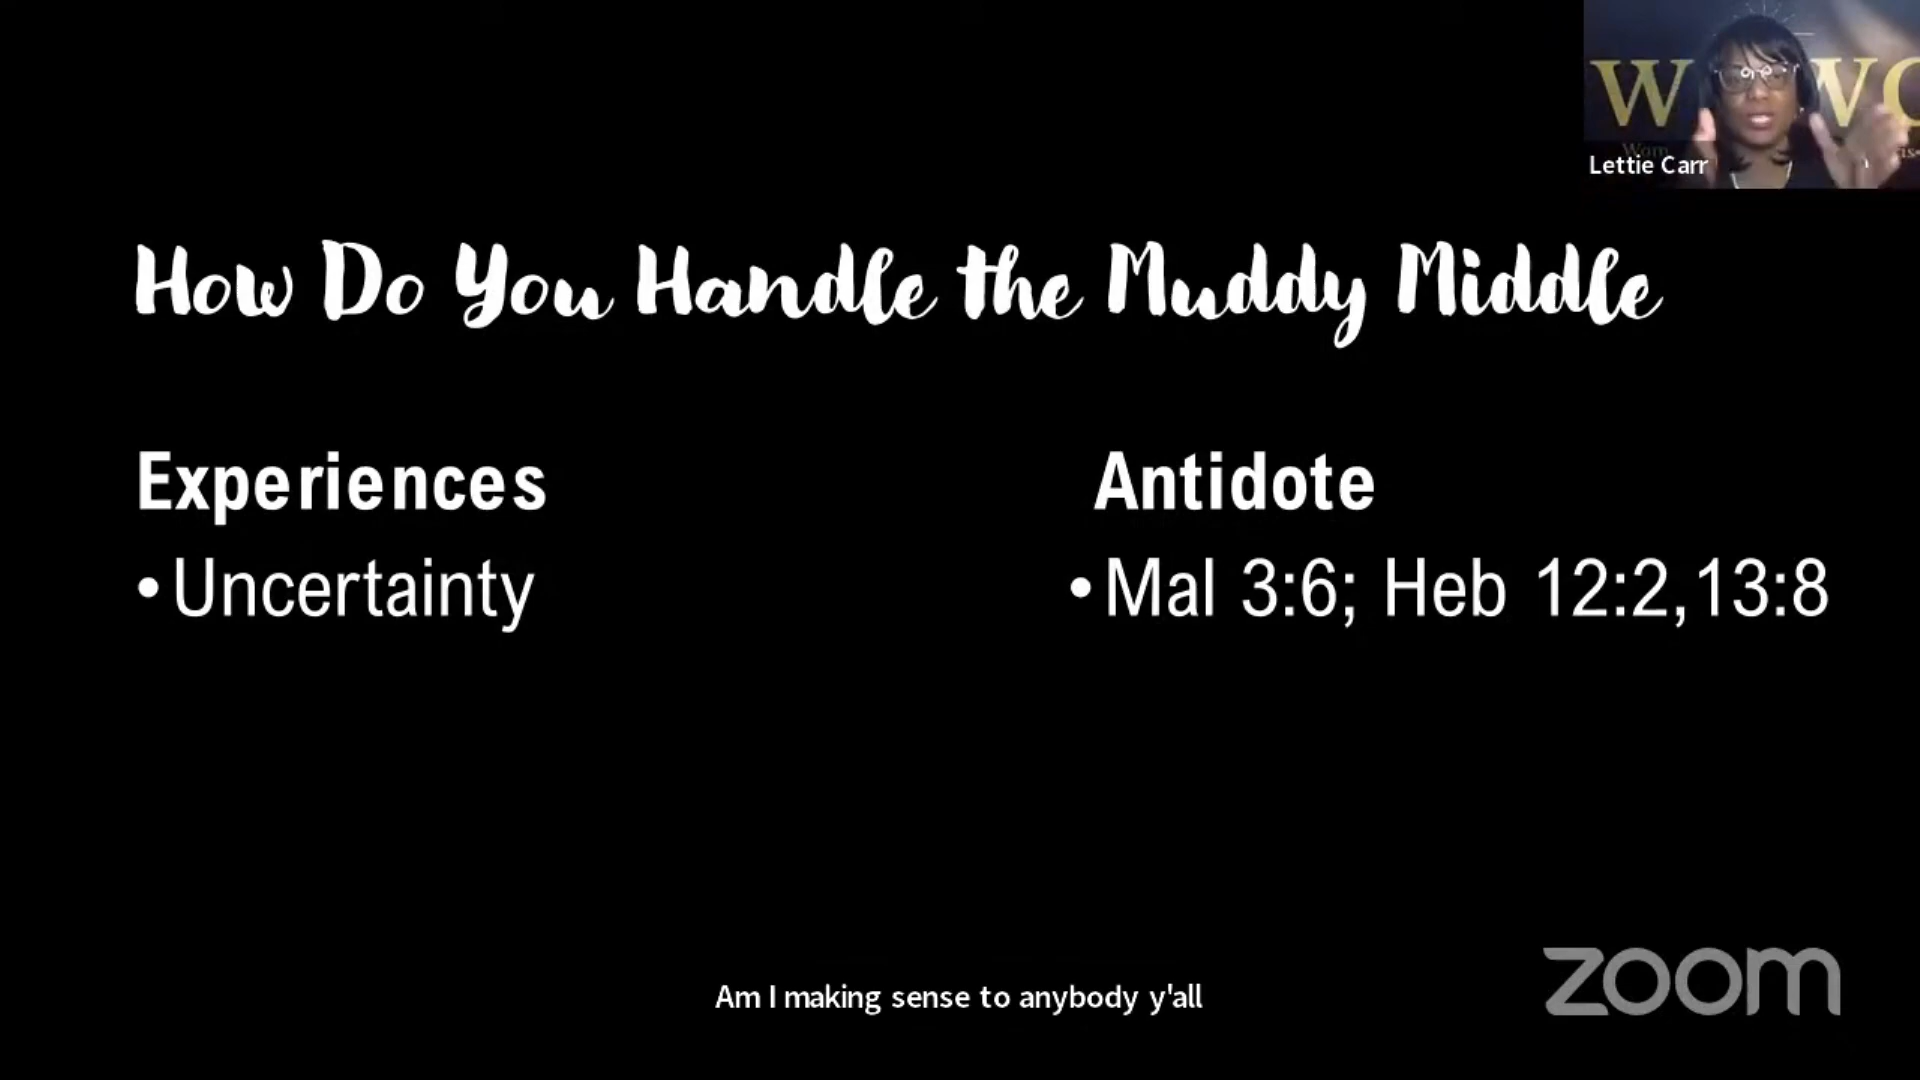 W WO
Lettie Carr
How Do You Handle the Muddy Middle
Experiences
Antidote
•Uncertainty
•Mal 3:6; Heb 12:2,13:8
Am I making sense to anybody y'all
zoom